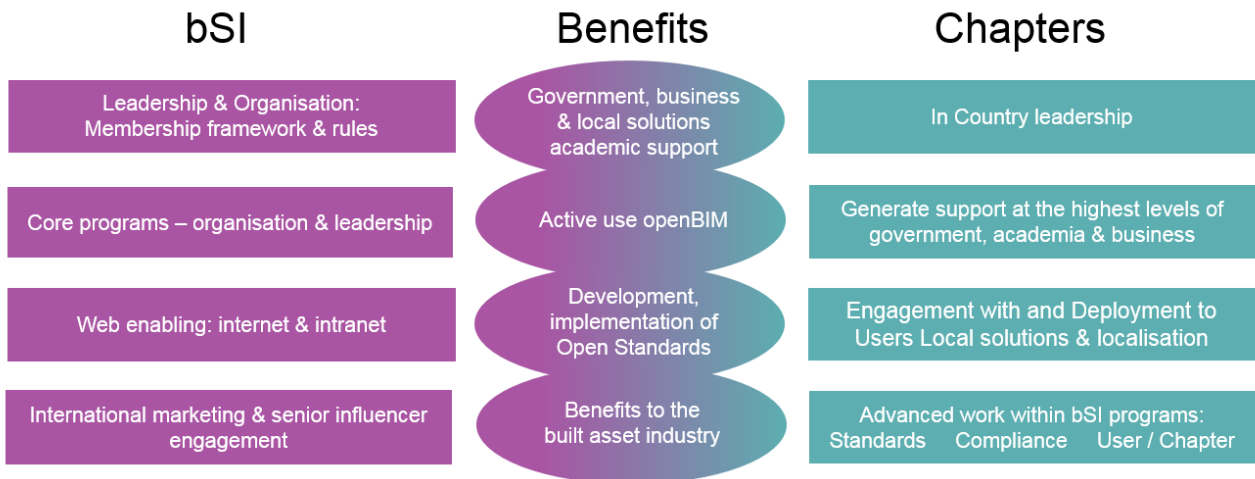 bSI
Benefits
Chapters
Leadership & Organisation:
Membership framework & rules
Government, business
& local solutions
academic support
In Country leadership
Core programs – organisation & leadership
Active use openBIM
Generate support at the highest levels of
government, academia & business
Web enabling: internet & intranet
Development,
implementation of
Open Standards
Engagement with and Deployment to
Users Local solutions & localisation
International marketing & senior influencer
engagement
Benefits to the
built asset industry
Advanced work within bSI programs:
Standards Compliance User / Chapter